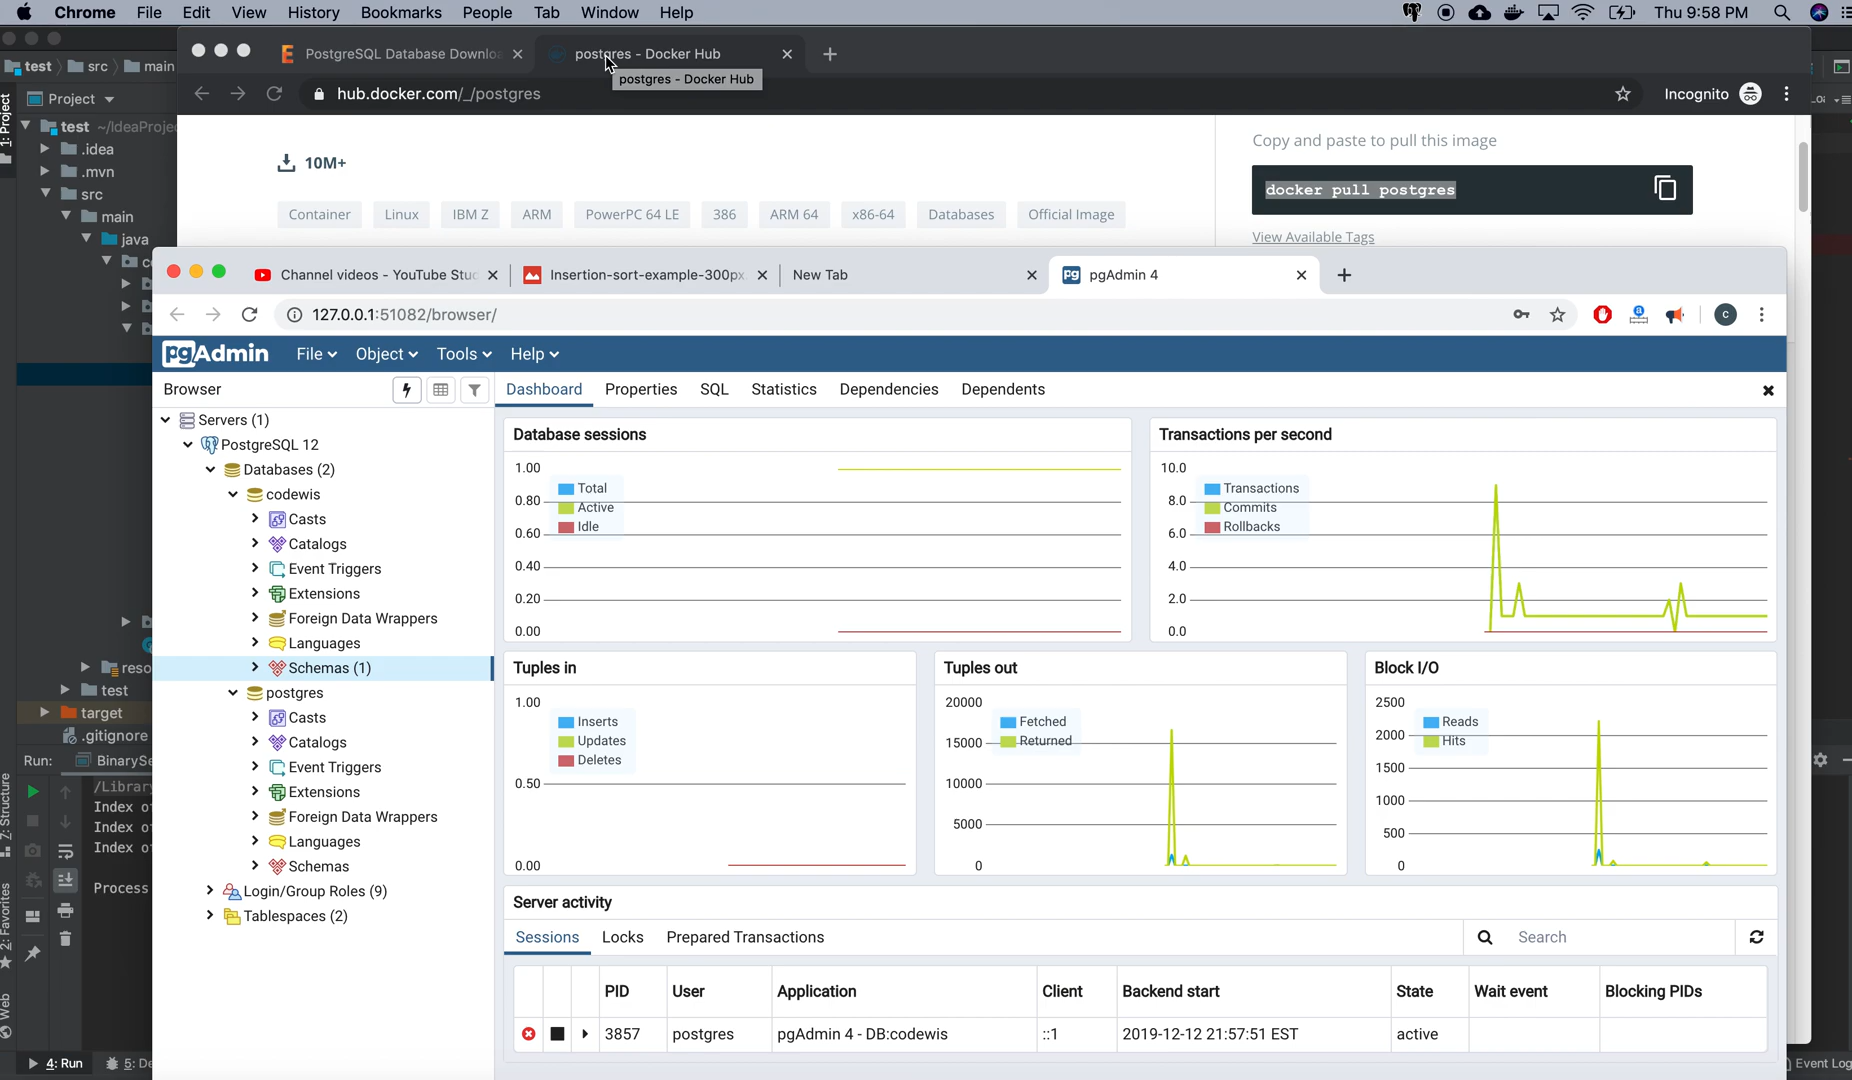 Chrome File Edit View History Bookmarks People Tab Window Help
Thu 9:58 PM
PostgreSQL Database Downlo
postgres - Docker Hub
postgres - Docker Hub
hub.docker.com/_/postgres
Incognito
test src main
1: Project
Project
test ~/IdeaProje
.idea
.mvn
src
main
java
reso
test
target
.gitignore
10M+
Container Linux IBM Z ARM PowerPC 64 LE 386 ARM 64 x86-64 Databases Official Image
Copy and paste to pull this image
docker pull postgres
View Available Tags
Channel videos - YouTube Stu
Insertion-sort-example-300px
New Tab
pgAdmin 4
127.0.0.1:51082/browser/
C
pgAdmin File Object Tools Help
Browser
Dashboard Properties SQL Statistics Dependencies Dependents
Servers (1)
PostgreSQL 12
Databases (2)
codewis
Casts
Catalogs
Event Triggers
Extensions
Foreign Data Wrappers
Languages
Schemas (1)
postgres
Casts
Catalogs
Event Triggers
Extensions
Foreign Data Wrappers
Languages
Schemas
Login/Group Roles (9)
Tablespaces (2)
Database sessions
1.00
0.80
0.60
0.40
0.20
0.00
Total
Active
Idle
Transactions per second
10.0
8.0
6.0
4.0
2.0
0.0
Transactions
Commits
Rollbacks
Tuples in
1.00
0.50
0.00
Inserts
Updates
Deletes
Tuples out
20000
15000
10000
5000
0
Fetched
Returned
Block I/O
2500
2000
1500
1000
500
0
Reads
Hits
Server activity
Sessions Locks Prepared Transactions
Search
PID User Application Client Backend start State Wait event Blocking PIDs
3857 postgres pgAdmin 4 - DB:codewis ::1 2019-12-12 21:57:51 EST active
Run: BinarySe
/Library
Index o
Index o
Index o
Process
7: Structure
2: Favorites
Web
4: Run
5: De
Event Log